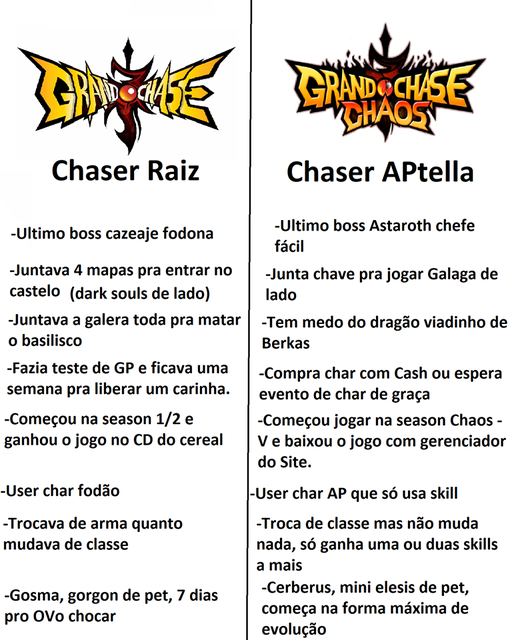 GRAND CHASE
Chaser Raiz
-Ultimo boss cazeaje fodona
-Juntava 4 mapas pra entrar no
castelo (dark souls de lado)
-Juntava a galera toda pra matar
o basilisco
-Fazia teste de GP e ficava uma
semana pra liberar um carinha.
-Começou na season 1/2 e
ganhou o jogo no CD do cereal
-User char fodão
-Trocava de arma quanto
mudava de classe
-Gosma, gorgon de pet, 7 dias
pro OVo chocar
GRAND CHASE
CHAOS
Chaser APtella
-Ultimo boss Astaroth chefe
fácil
-Junta chave pra jogar Galaga de
lado
-Tem medo do dragão viadinho de
Berkas
-Compra char com Cash ou espera
evento de char de graça
-Começou jogar na season Chaos -
V e baixou o jogo com gerenciador
do Site.
-User char AP que só usa skill
-Troca de classe mas não muda
nada, só ganha uma ou duas skills
a mais
-Cerberus, mini elesis de pet,
começa na forma máxima de
evolução